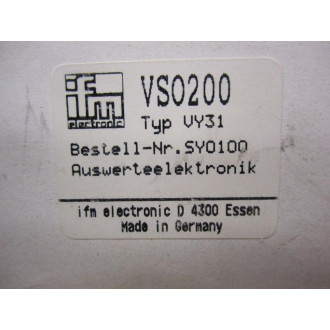 ifm
electronic
VS0200
Typ VY31
Bestell-Nr.SY0100
Auswerteelektronik
ifm electronic D 4300 Essen
Made in Germany